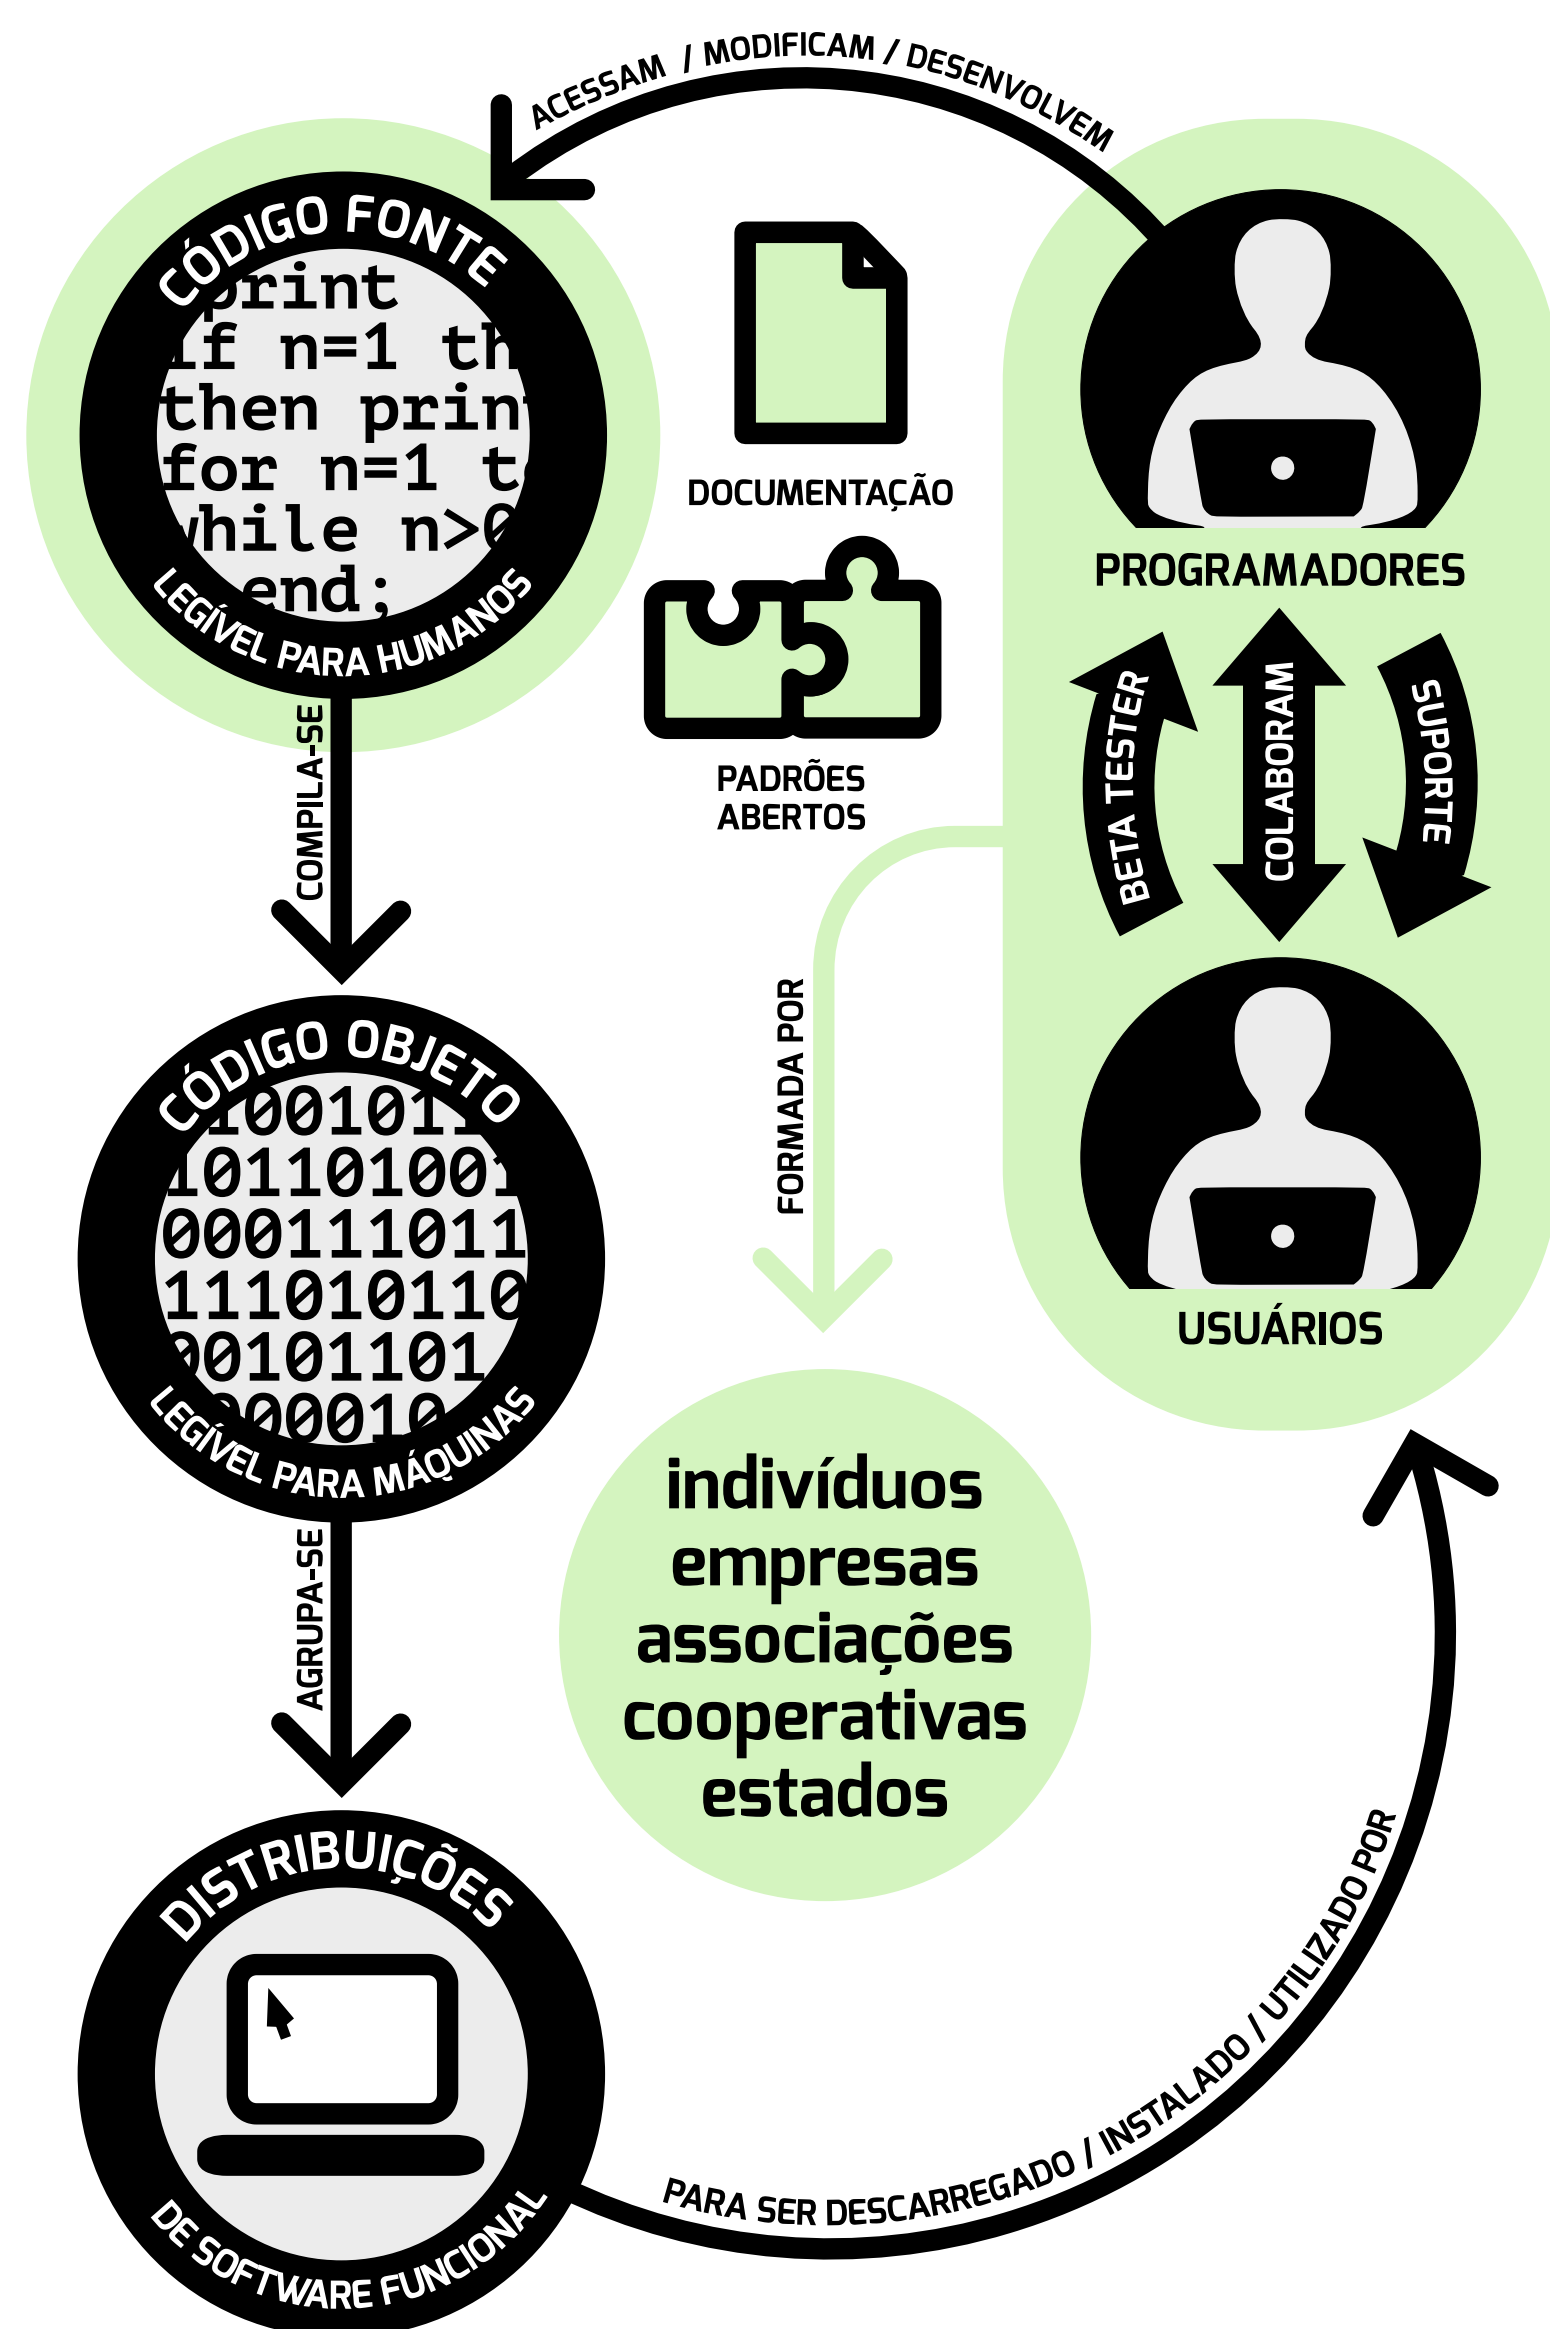 ACESSAM / MODIFICAM / DESENVOLVEM
CÓDIGO FONTE
print
if n=1 th
then print
for n=1 to
while n>0
end;
LEGÍVEL PARA HUMANOS
DOCUMENTAÇÃO
PADRÕES
ABERTOS
PROGRAMADORES
BETA TESTER
COLABORAM
SUPORTE
USUÁRIOS
COMPILA-SE
CÓDIGO OBJETO
1001011
1011010011
000111011
111010110
00101101
000010
LEGÍVEL PARA MÁQUINAS
FORMADA POR
indivíduos
empresas
associações
cooperativas
estados
AGRUPA-SE
DISTRIBUIÇÕES
DE SOFTWARE FUNCIONAL
PARA SER DESCARREGADO / INSTALADO / UTILIZADO POR